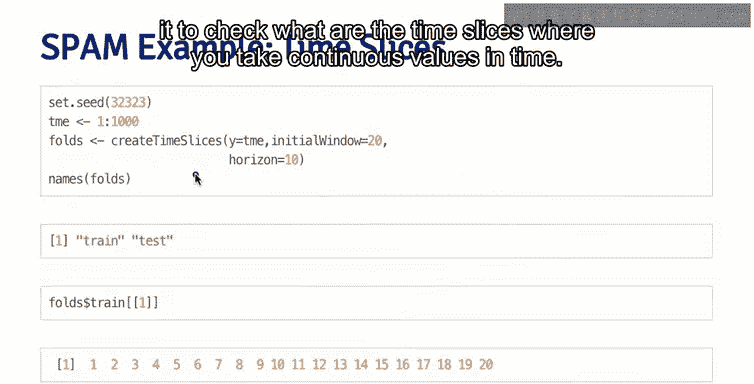 it to check what are the time slices where
you take continuous values in time.
SPAM Example: Time Slices
set.seed(32323)
tme <- 1:1000
folds <- createTimeSlices(y=tme,initialWindow=20,
horizon=10)
names(folds)
[1] "train" "test"
folds$train[[1]]
[1] 1 2 3 4 5 6 7 8 9 10 11 12 13 14 15 16 17 18 19 20